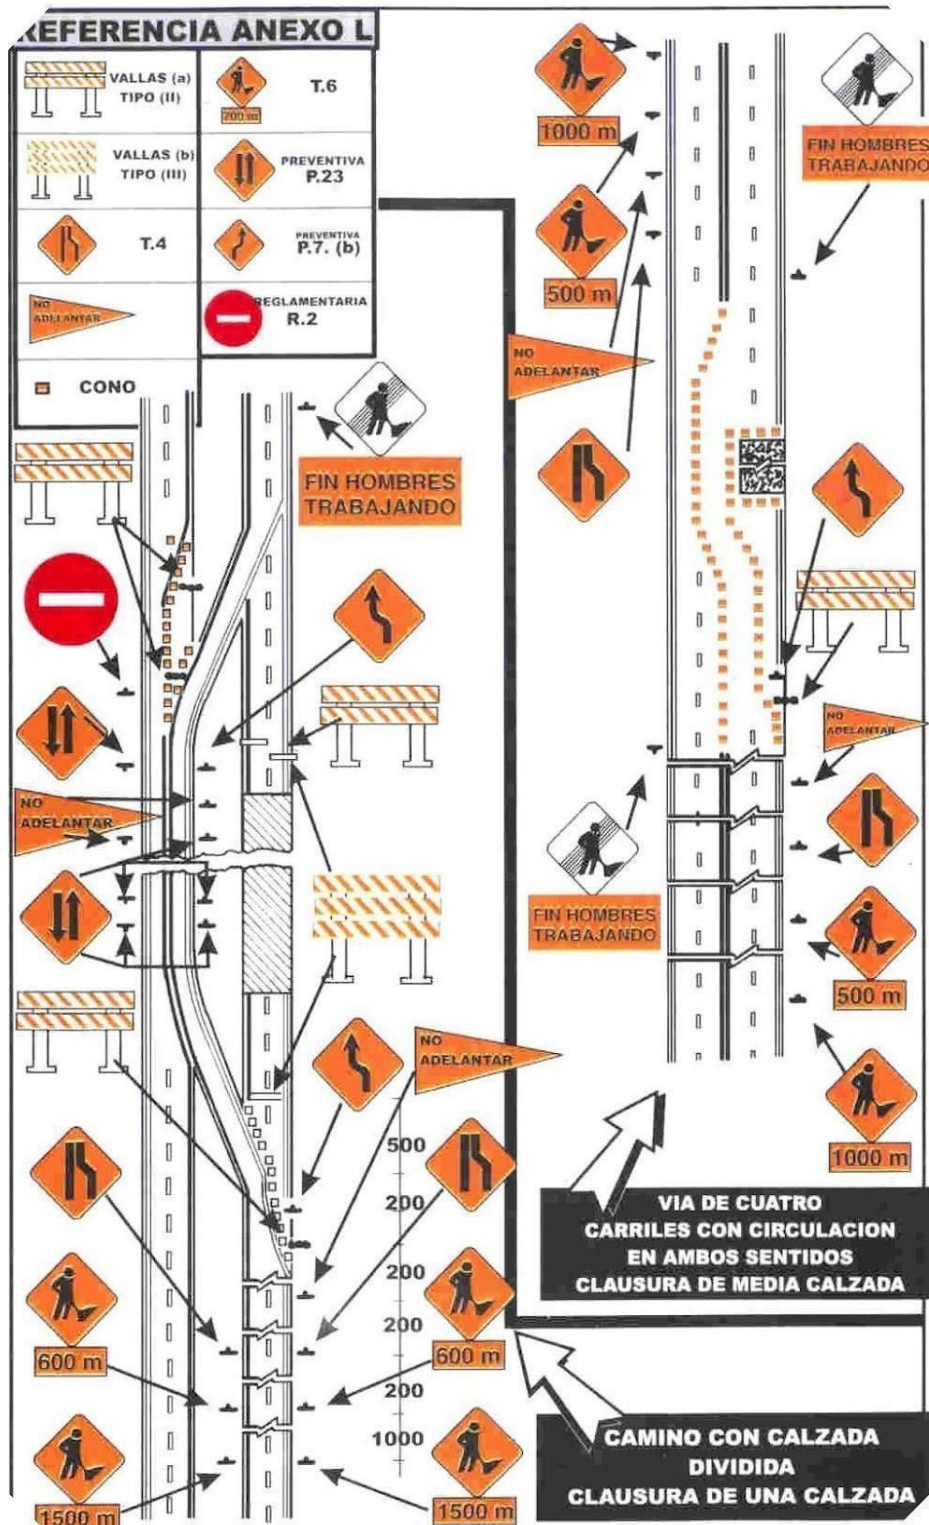 REFERENCIA ANEXO L
VALLAS (a)
TIPO (II)
T.6
700 m
VALLAS (b)
TIPO (III)
PREVENTIVA
P.23
T.4
PREVENTIVA
P.7. (b)
NO
ADELANTAR
REGLAMENTARIA
R.2
CONO
FIN HOMBRES
TRABAJANDO
NO
ADELANTAR
NO
ADELANTAR
500
200
200
200
200
1000
600 m
600 m
1500 m
1500 m
1000 m
FIN HOMBRES
TRABAJANDO
500 m
NO
ADELANTAR
NO
ADELANTAR
FIN HOMBRES
TRABAJANDO
500 m
1000 m
VIA DE CUATRO
CARRILES CON CIRCULACION
EN AMBOS SENTIDOS
CLAUSURA DE MEDIA CALZADA
CAMINO CON CALZADA
DIVIDIDA
CLAUSURA DE UNA CALZADA